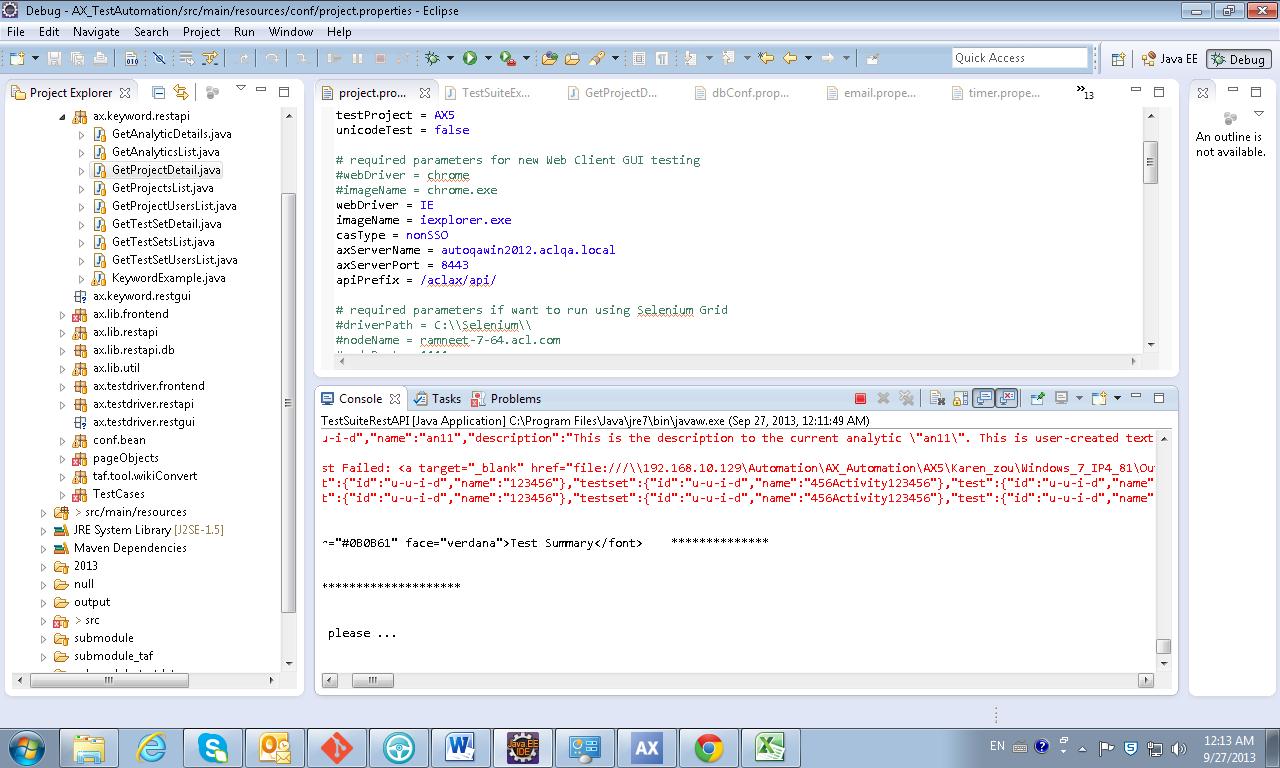 Debug - AX_TestAutomation/src/main/resources/conf/project.properties - Eclipse
File Edit Navigate Search Project Run Window Help
Quick Access Java EE Debug
Project Explorer
ax.keyword.restapi
GetAnalyticDetails.java
GetAnalyticsList.java
GetProjectDetail.java
GetProjectsList.java
GetProjectUsersList.java
GetTestSetDetail.java
GetTestSetsList.java
GetTestSetUsersList.java
KeywordExample.java
ax.keyword.restgui
ax.lib.frontend
ax.lib.restapi
ax.lib.restapi.db
ax.lib.util
ax.testdriver.frontend
ax.testdriver.restapi
ax.testdriver.restgui
conf.bean
pageObjects
taf.tool.wikiConvert
TestCases
> src/main/resources
JRE System Library [J2SE-1.5]
Maven Dependencies
2013
null
output
> src
submodule
submodule_taf
project.pro... TestSuiteEx... GetProjectD... dbConf.prop... email.prope... timer.prope... »13
testProject = AX5
unicodeTest = false
# required parameters for new Web Client GUI testing
#webDriver = chrome
#imageName = chrome.exe
webDriver = IE
imageName = iexplorer.exe
casType = nonSSO
axServerName = autoqawin2012.aclqa.local
axServerPort = 8443
apiPrefix = /aclax/api/
# required parameters if want to run using Selenium Grid
#driverPath = C:\\Selenium\\
#nodeName = ramneet-7-64.acl.com
An outline is
not available.
Console Tasks Problems
TestSuiteRestAPI [Java Application] C:\Program Files\Java\jre7\bin\javaw.exe (Sep 27, 2013, 12:11:49 AM)
u-i-d","name":"an11","description":"This is the description to the current analytic \"an11\". This is user-created text
st Failed: <a target="_blank" href="file:///\\192.168.10.129\Automation\AX_Automation\AX5\Karen_zou\Windows_7_IP4_81\Ou
t":{"id":"u-u-i-d","name":"123456"},"testset":{"id":"u-u-i-d","name":"456Activity123456"},"test":{"id":"u-u-i-d","name"
t":{"id":"u-u-i-d","name":"123456"},"testset":{"id":"u-u-i-d","name":"456Activity123456"},"test":{"id":"u-u-i-d","name"
="#0B0B61" face="verdana">Test Summary</font> **************
********************
please ...
EN 12:13 AM
9/27/2013
Java EE
IDE
AX